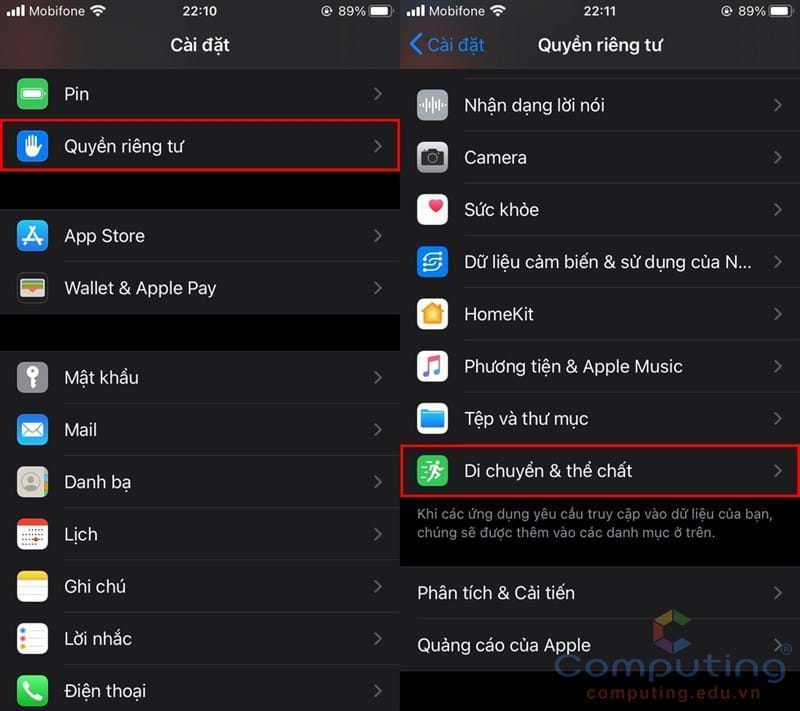 Mobifone 22:10 89%
Cài đặt
Pin
Quyền riêng tư
App Store
Wallet & Apple Pay
Mật khẩu
Mail
Danh bạ
Lịch
Ghi chú
Lời nhắc
Điện thoại
Mobifone 22:11 89%
Cài đặt Quyền riêng tư
Nhận dạng lời nói
Camera
Sức khỏe
Dữ liệu cảm biến & sử dụng của N...
HomeKit
Phương tiện & Apple Music
Tệp và thư mục
Di chuyển & thể chất
Khi các ứng dụng yêu cầu truy cập vào dữ liệu của bạn,
chúng sẽ được thêm vào các danh mục ở trên.
Phân tích & Cải tiến
Quảng cáo của Apple
Computing®
computing.edu.vn